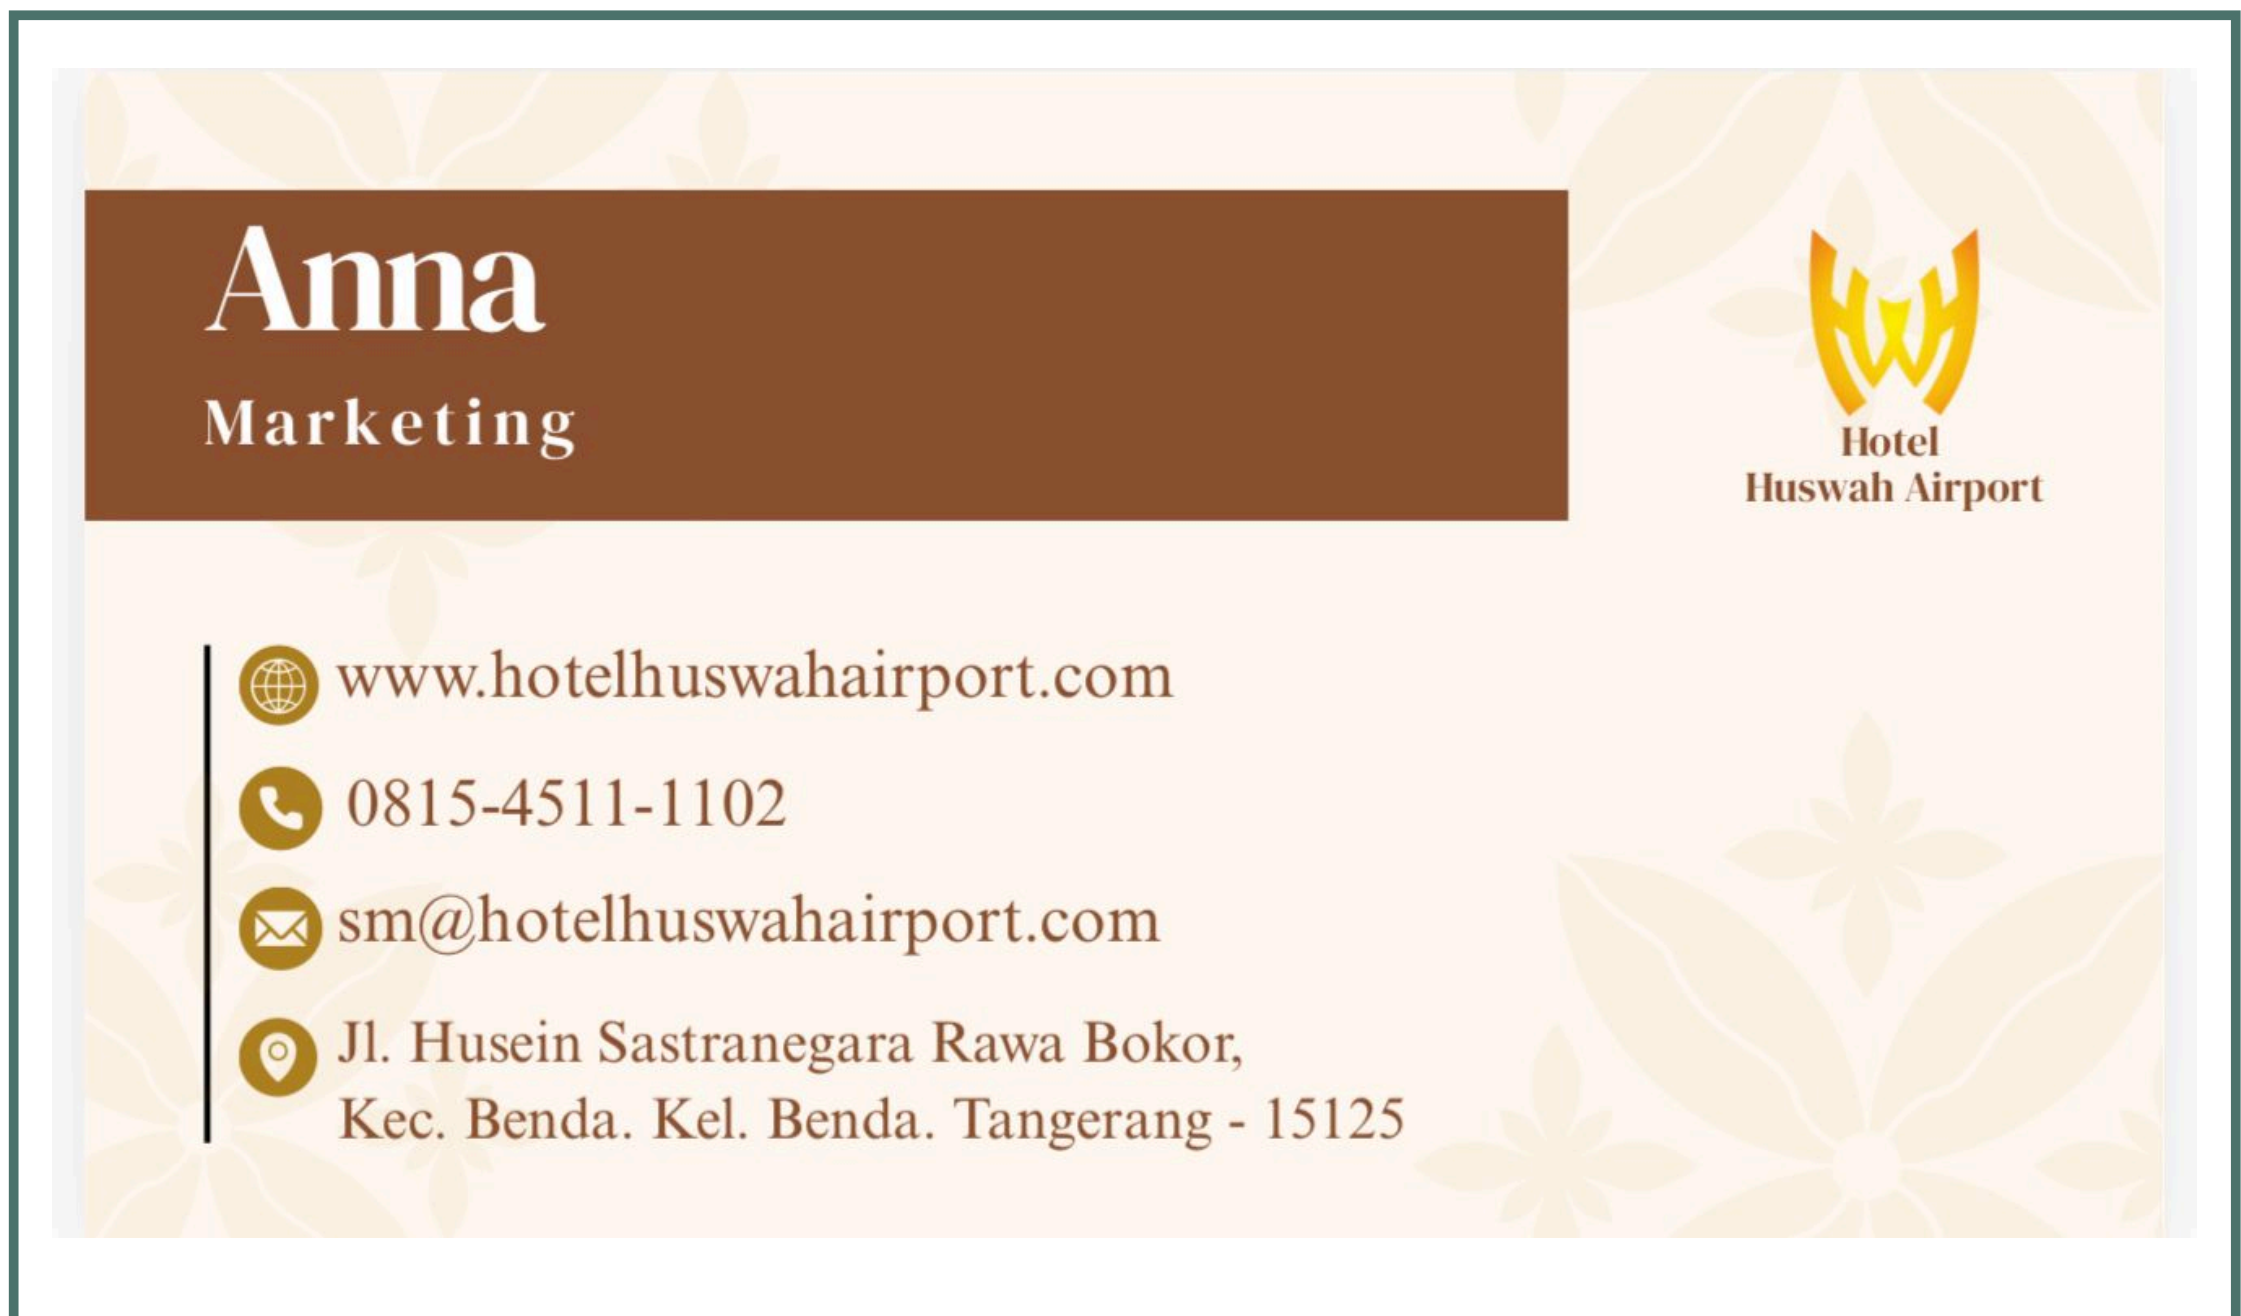 Anna
Marketing
HWH
Hotel
Huswah Airport
www.hotelhuswahairport.com
0815-4511-1102
sm@hotelhuswahairport.com
Jl. Husein Sastranegara Rawa Bokor,
Kec. Benda. Kel. Benda. Tangerang - 15125